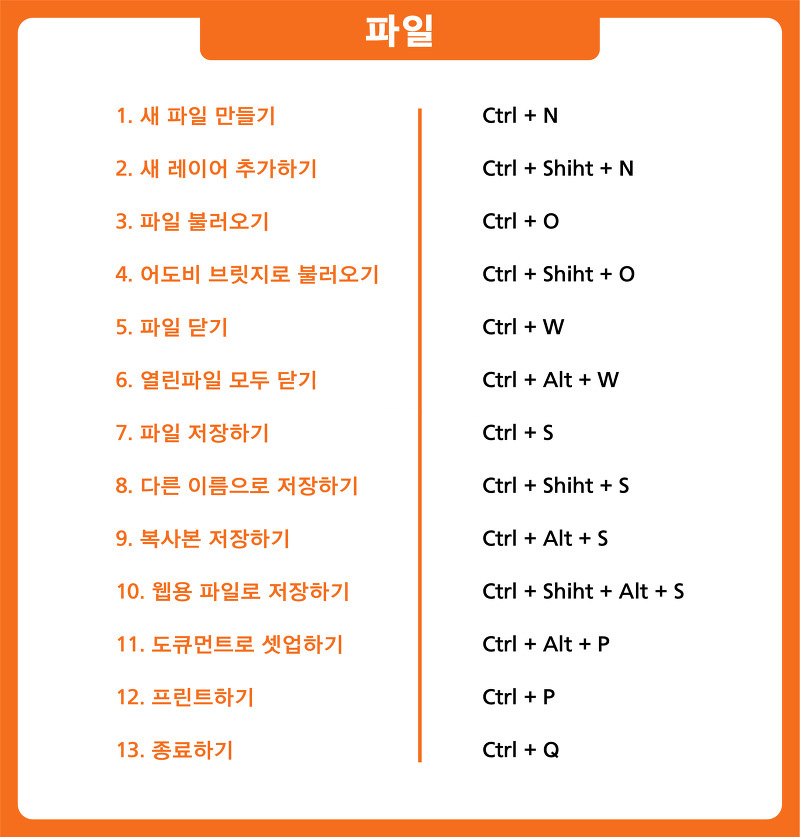 파일
1. 새 파일 만들기 Ctrl + N
2. 새 레이어 추가하기 Ctrl + Shiht + N
3. 파일 불러오기 Ctrl + O
4. 어도비 브릿지로 불러오기 Ctrl + Shiht + O
5. 파일 닫기 Ctrl + W
6. 열린파일 모두 닫기 Ctrl + Alt + W
7. 파일 저장하기 Ctrl + S
8. 다른 이름으로 저장하기 Ctrl + Shiht + S
9. 복사본 저장하기 Ctrl + Alt + S
10. 웹용 파일로 저장하기 Ctrl + Shiht + Alt + S
11. 도큐먼트로 셋업하기 Ctrl + Alt + P
12. 프린트하기 Ctrl + P
13. 종료하기 Ctrl + Q